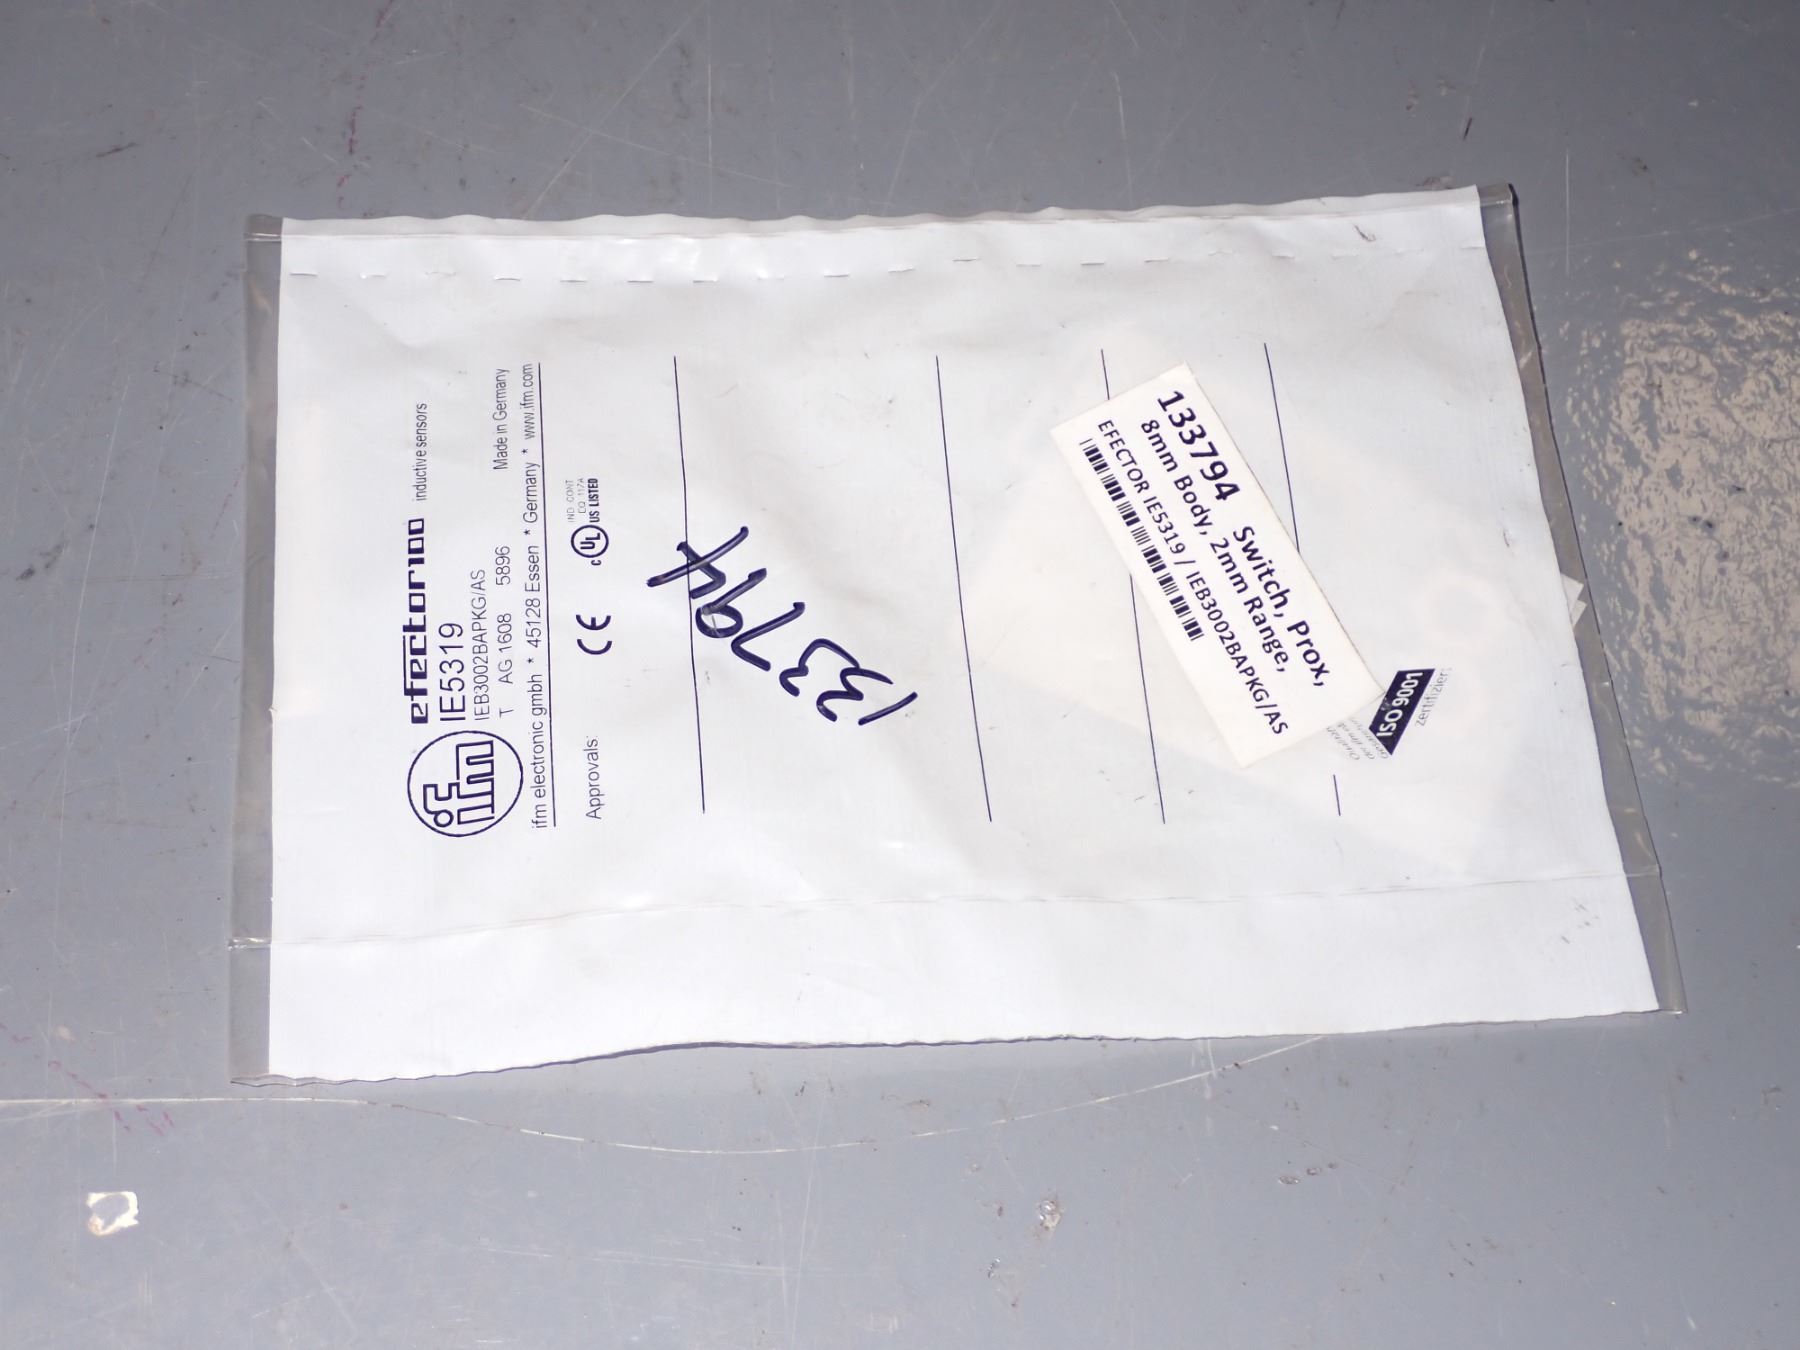 efector100 inductive sensors
ifm
IE5319
IEB3002BAPKG/AS
T AG 1608 5896 Made in Germany
ifm electronic gmbh * 45128 Essen * Germany * www.ifm.com
Approvals:
CE
c UL US LISTED
IND. CONT.
EQ. 117A
133794
133794 Switch, Prox,
8mm Body, 2mm Range,
EFECTOR IE5319 / IEB3002BAPKG/AS
ISO 9001
zertifiziert